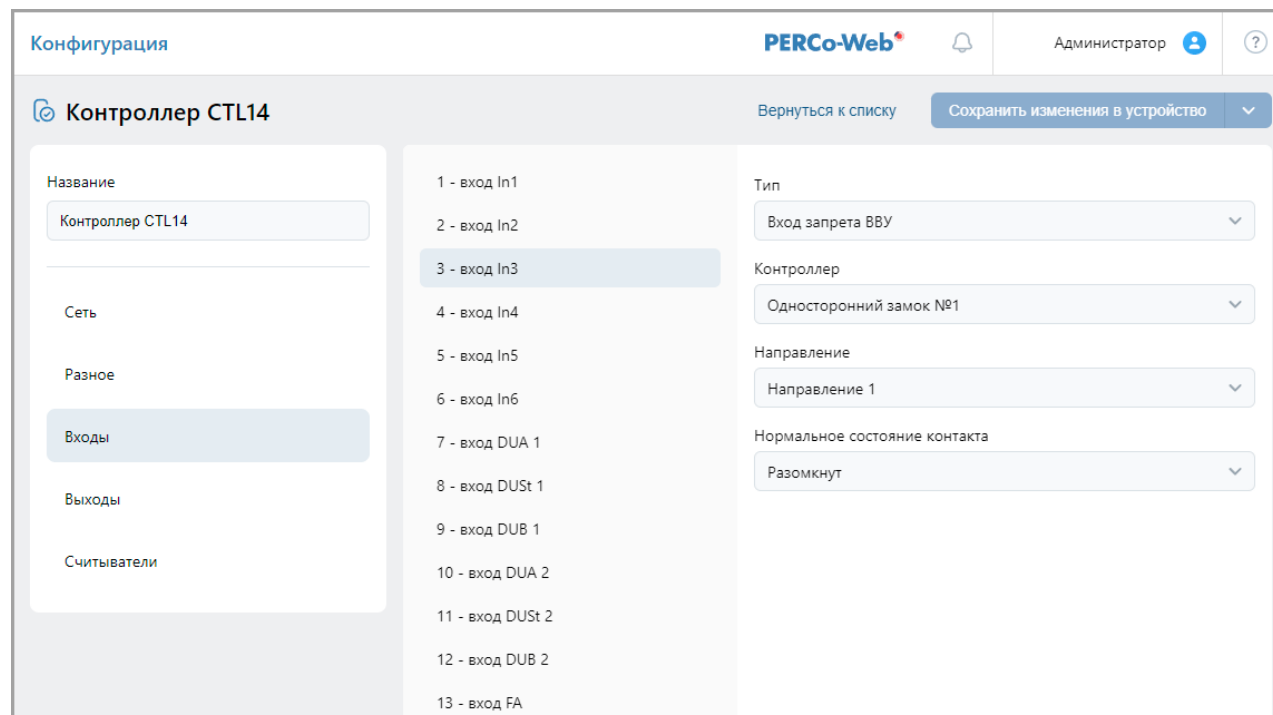 Конфигурация
PERCo-Web
Администратор
?
Контроллер CTL14
Вернуться к списку
Сохранить изменения в устройство
Название
Контроллер CTL14
Сеть
Разное
Входы
Выходы
Считыватели
1 - вход In1
2 - вход In2
3 - вход In3
4 - вход In4
5 - вход In5
6 - вход In6
7 - вход DUA 1
8 - вход DUSt 1
9 - вход DUB 1
10 - вход DUA 2
11 - вход DUSt 2
12 - вход DUB 2
13 - вход FA
Тип
Вход запрета ВВУ
Контроллер
Односторонний замок №1
Направление
Направление 1
Нормальное состояние контакта
Разомкнут